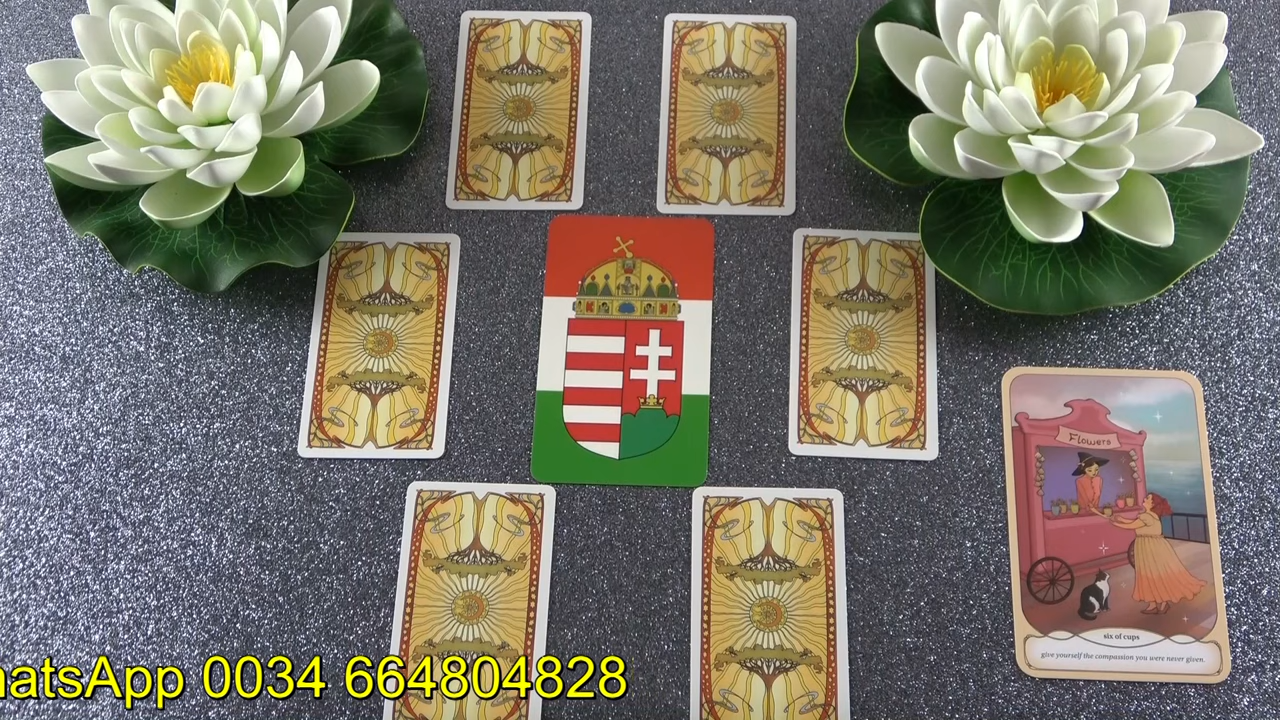 Flowers
six of cups
give yourself the compassion you were never given.
hatsApp 0034 664804828